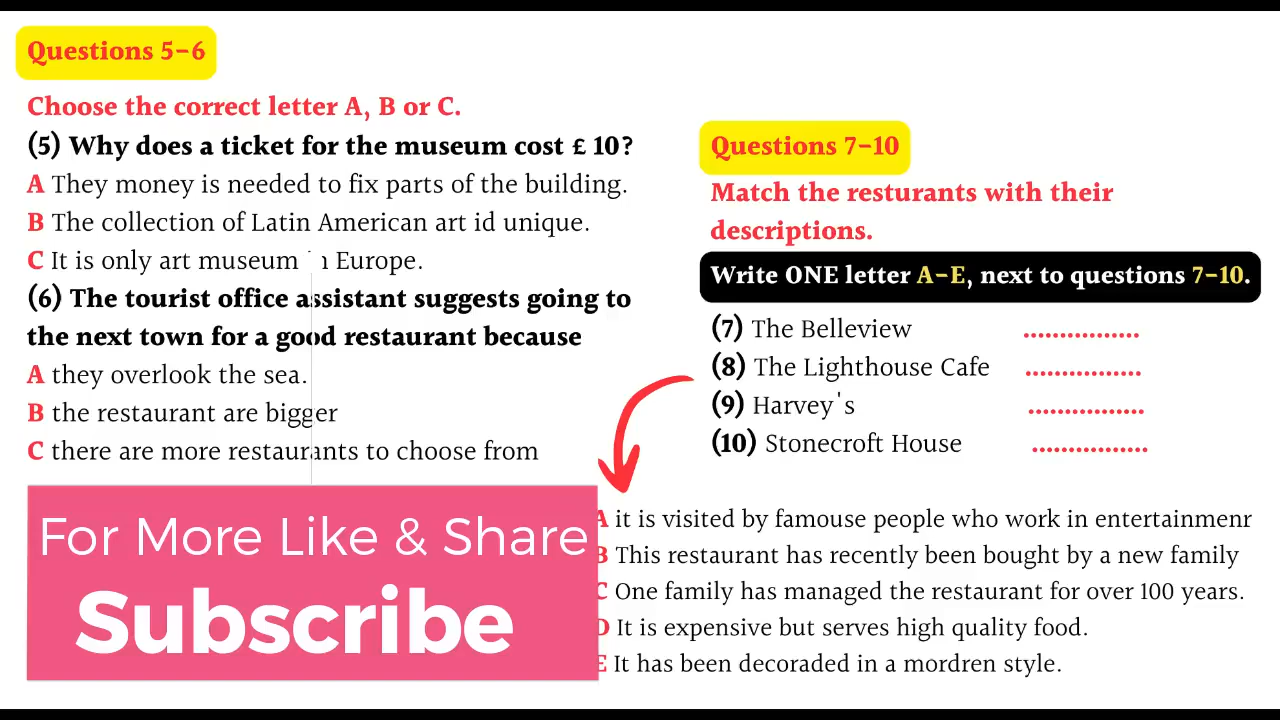 Questions 5-6
Choose the correct letter A, B or C.
(5) Why does a ticket for the museum cost £ 10?
A They money is needed to fix parts of the building.
B The collection of Latin American art id unique.
C It is only art museum in Europe.
(6) The tourist office assistant suggests going to
the next town for a good restaurant because
A they overlook the sea.
B the restaurant are bigger
C there are more restaurants to choose from
For More Like & Share
Subscribe
Questions 7-10
Match the resturants with their
descriptions.
Write ONE letter A-E, next to questions 7-10.
(7) The Belleview ................
(8) The Lighthouse Cafe ................
(9) Harvey's ................
(10) Stonecroft House ................
A it is visited by famouse people who work in entertainmenr
B This restaurant has recently been bought by a new family
C One family has managed the restaurant for over 100 years.
D It is expensive but serves high quality food.
E It has been decoraded in a mordren style.